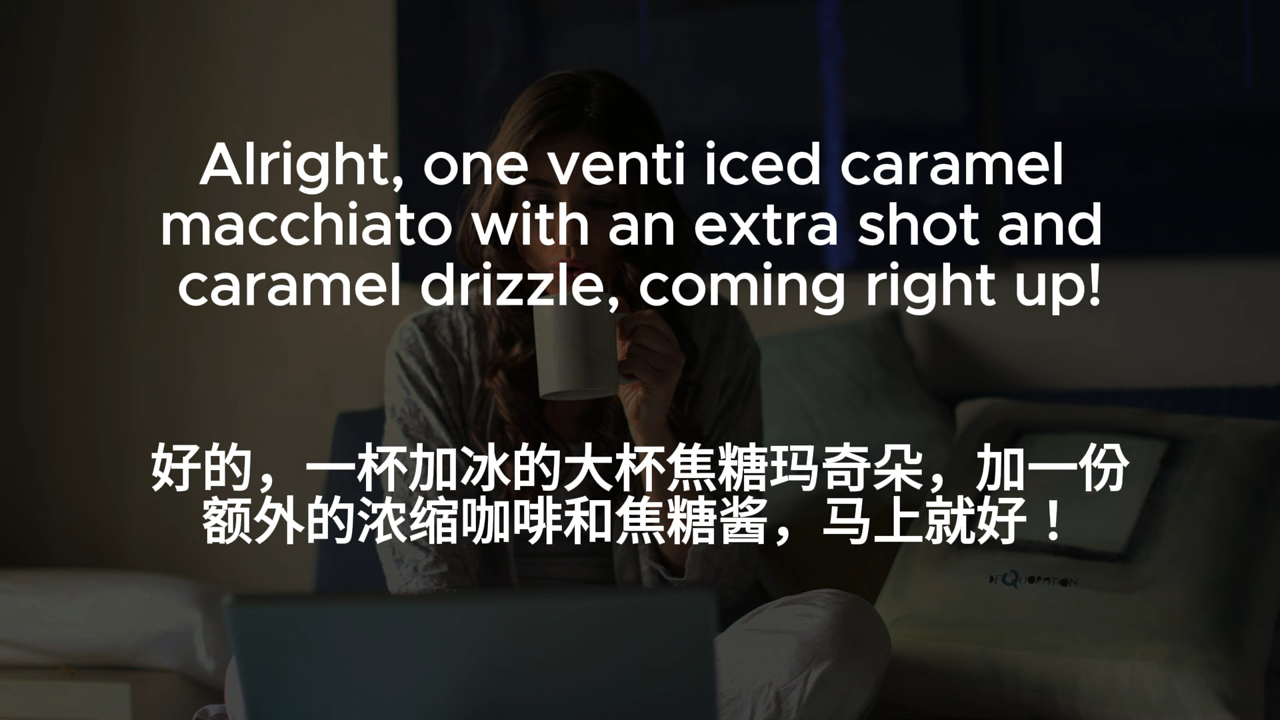 Alright, one venti iced caramel
macchiato with an extra shot and
caramel drizzle, coming right up!
好的，一杯加冰的大杯焦糖玛奇朵，加一份
额外的浓缩咖啡和焦糖酱，马上就好！